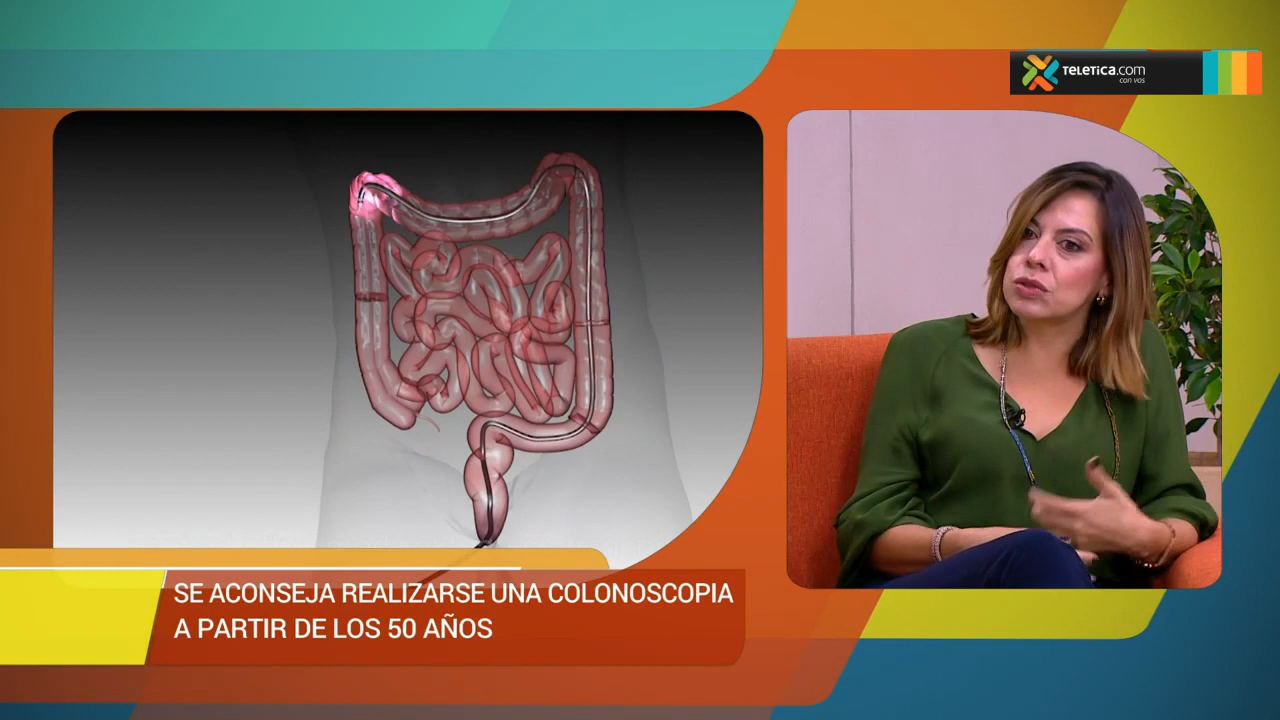 TELETICA.COM
con vos
SE ACONSEJA REALIZARSE UNA COLONOSCOPIA
A PARTIR DE LOS 50 AÑOS